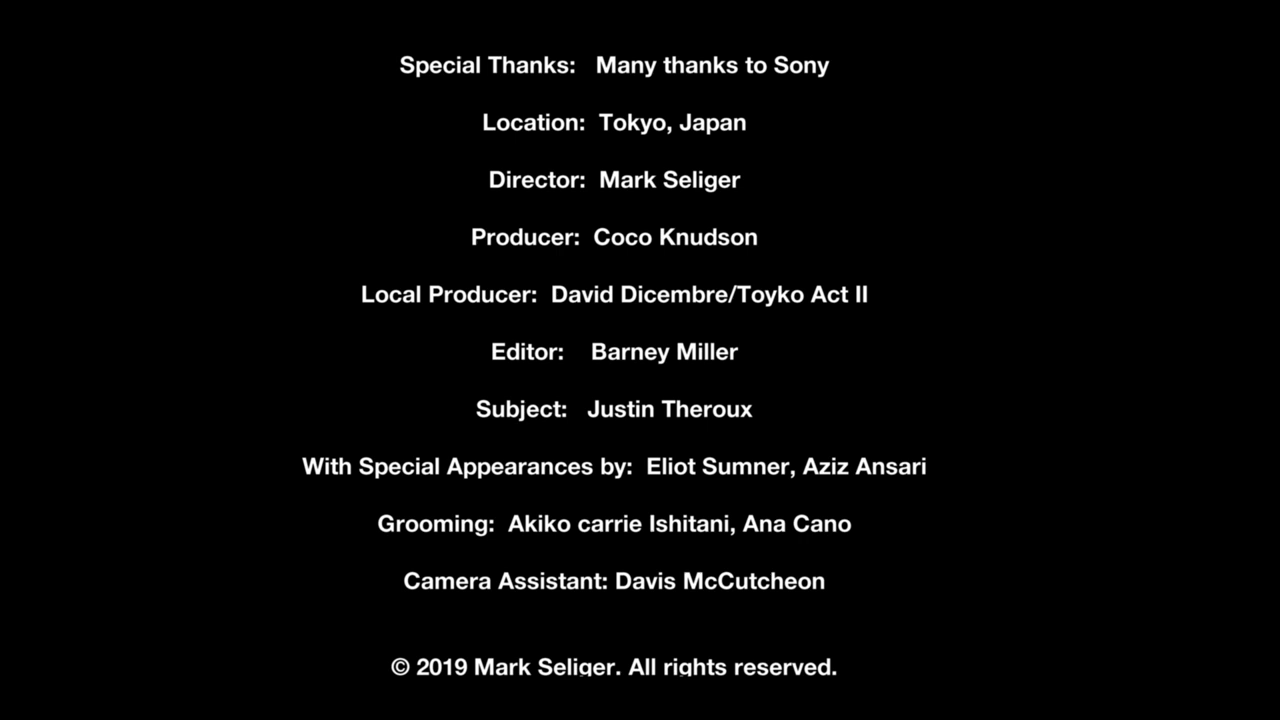 Special Thanks: Many thanks to Sony
Location: Tokyo, Japan
Director: Mark Seliger
Producer: Coco Knudson
Local Producer: David Dicembre/Toyko Act II
Editor: Barney Miller
Subject: Justin Theroux
With Special Appearances by: Eliot Sumner, Aziz Ansari
Grooming: Akiko carrie Ishitani, Ana Cano
Camera Assistant: Davis McCutcheon
© 2019 Mark Seliger. All rights reserved.